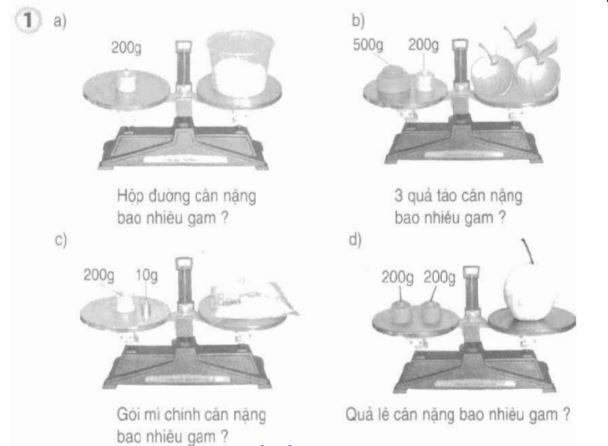 1 a)
200g
Hộp đường cân nặng
bao nhiêu gam ?
b)
500g 200g
3 quả táo cân nặng
bao nhiêu gam ?
c)
200g 10g
Gói mì chính cân nặng
bao nhiêu gam ?
d)
200g 200g
Quả lê cân nặng bao nhiêu gam ?